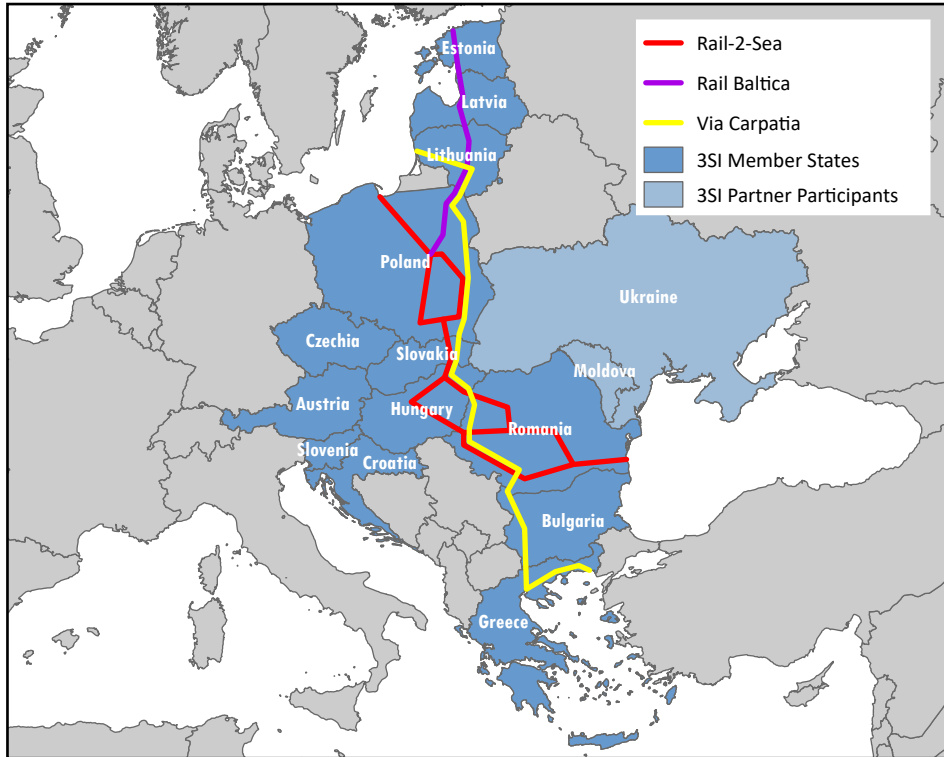 Rail-2-Sea
Rail Baltica
Via Carpatia
3SI Member States
3SI Partner Participants
Estonia
Latvia
Lithuania
Poland
Ukraine
Czechia
Slovakia
Moldova
Austria
Hungary
Romania
Slovenia
Croatia
Bulgaria
Greece